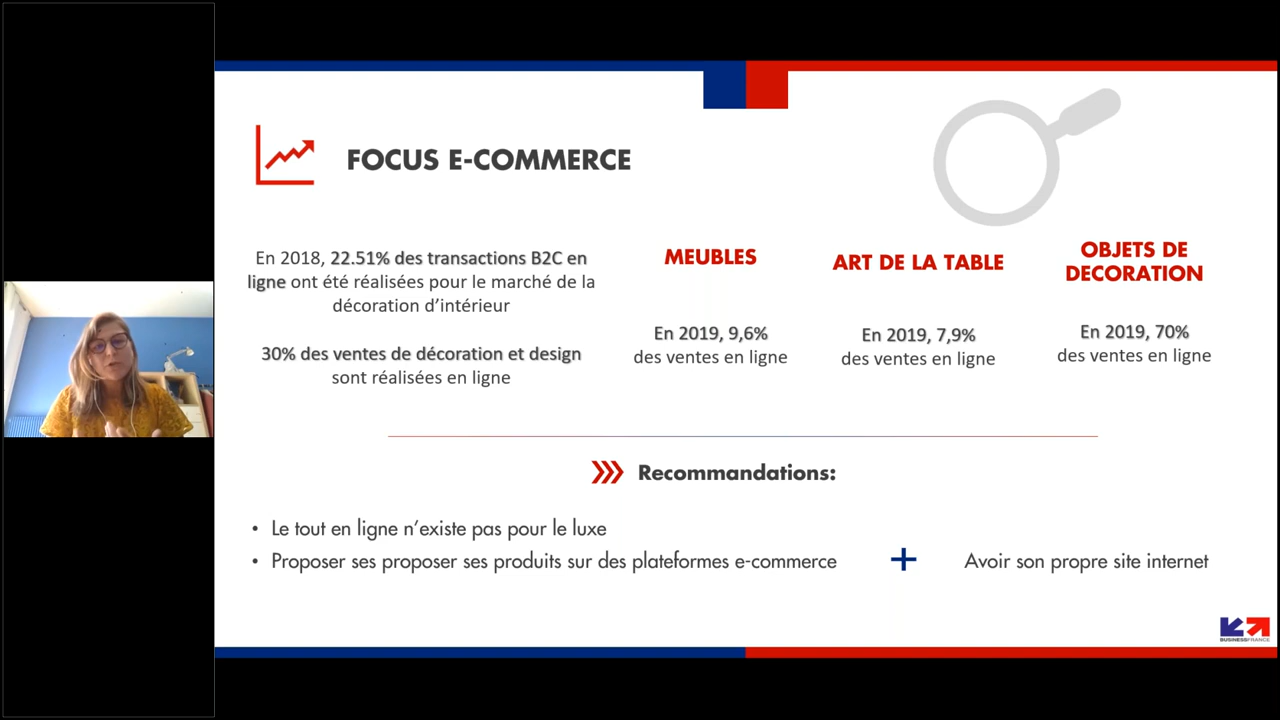 FOCUS E-COMMERCE
En 2018, 22.51% des transactions B2C en
ligne ont été réalisées pour le marché de la
décoration d'intérieur
30% des ventes de décoration et design
sont réalisées en ligne
MEUBLES
En 2019, 9,6%
des ventes en ligne
ART DE LA TABLE
En 2019, 7,9%
des ventes en ligne
OBJETS DE
DECORATION
En 2019, 70%
des ventes en ligne
Recommandations:
• Le tout en ligne n'existe pas pour le luxe
• Proposer ses proposer ses produits sur des plateformes e-commerce + Avoir son propre site internet
BUSINESSFRANCE